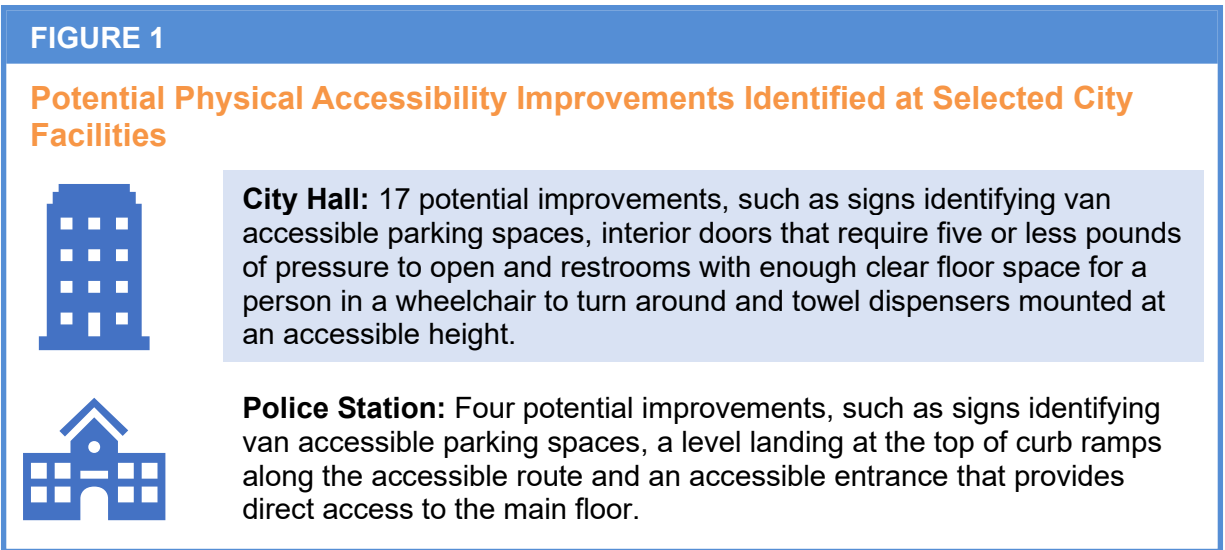 FIGURE 1
Potential Physical Accessibility Improvements Identified at Selected City
Facilities
City Hall: 17 potential improvements, such as signs identifying van
accessible parking spaces, interior doors that require five or less pounds
of pressure to open and restrooms with enough clear floor space for a
person in a wheelchair to turn around and towel dispensers mounted at
an accessible height.
Police Station: Four potential improvements, such as signs identifying
van accessible parking spaces, a level landing at the top of curb ramps
along the accessible route and an accessible entrance that provides
direct access to the main floor.